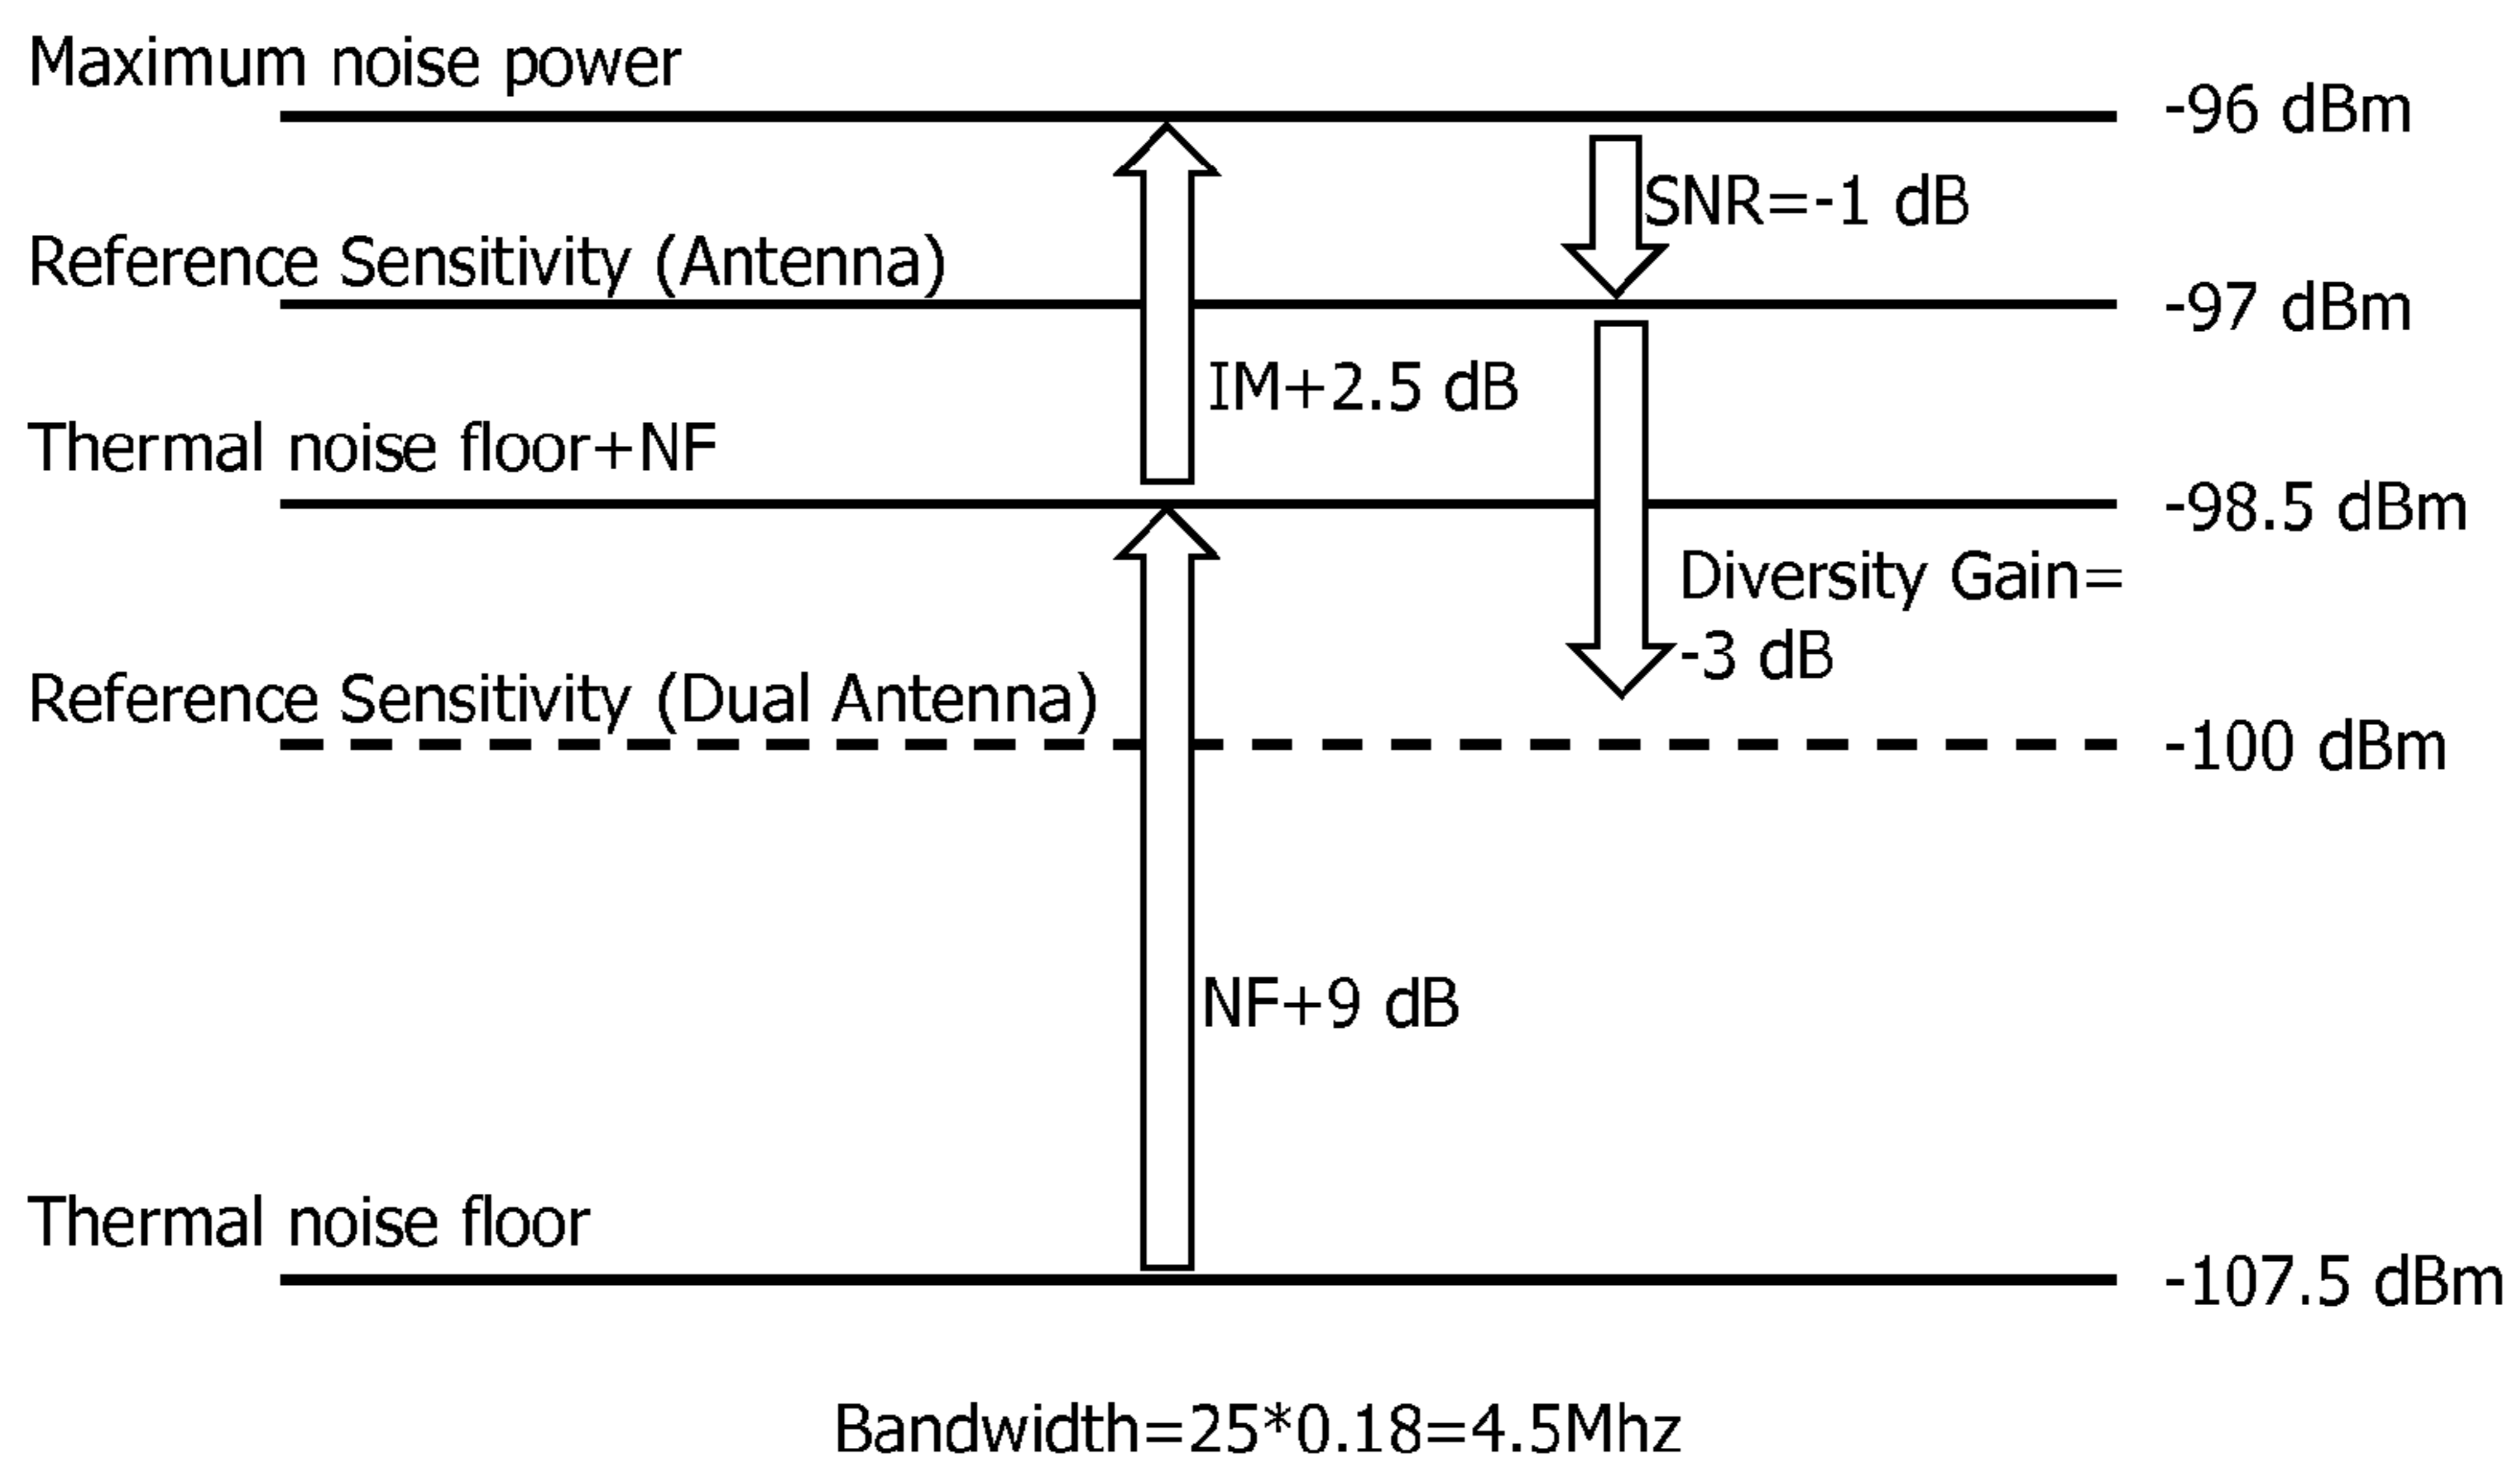 Maximum noise power
-96 dBm
SNR=-1 dB
Reference Sensitivity (Antenna)
-97 dBm
IM+2.5 dB
Thermal noise floor+NF
-98.5 dBm
Diversity Gain=
-3 dB
Reference Sensitivity (Dual Antenna)
-100 dBm
NF+9 dB
Thermal noise floor
-107.5 dBm
Bandwidth=25*0.18=4.5Mhz